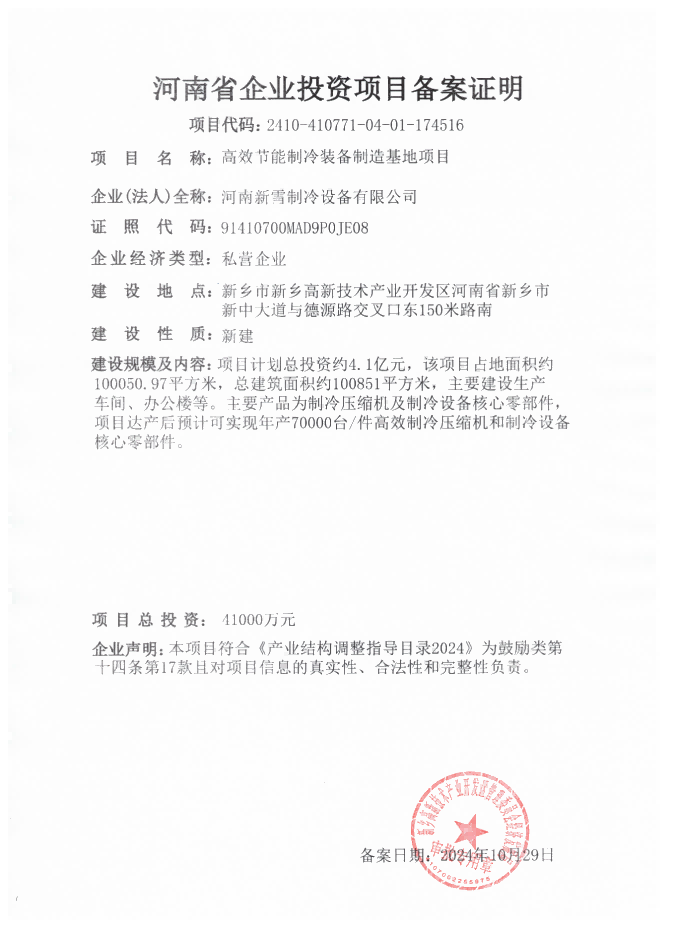 河南省企业投资项目备案证明
项目代码：2410-410771-04-01-174516
项目名称：高效节能制冷装备制造基地项目
企业(法人)全称：河南新雪制冷设备有限公司
证照代码：91410700MAD9P0JE08
企业经济类型：私营企业
建设地点：新乡市新乡高新技术产业开发区河南省新乡市
新中大道与德源路交叉口东150米路南
建设性质：新建
建设规模及内容：项目计划总投资约4.1亿元，该项目占地面积约
100050.97平方米，总建筑面积约100851平方米，主要建设生产
车间、办公楼等。主要产品为制冷压缩机及制冷设备核心零部件，
项目达产后预计可实现年产70000台/件高效制冷压缩机和制冷设备
核心零部件。
项目总投资：41000万元
企业声明：本项目符合《产业结构调整指导目录2024》为鼓励类第
十四条第17款且对项目信息的真实性、合法性和完整性负责。
备案日期：2024年10月29日